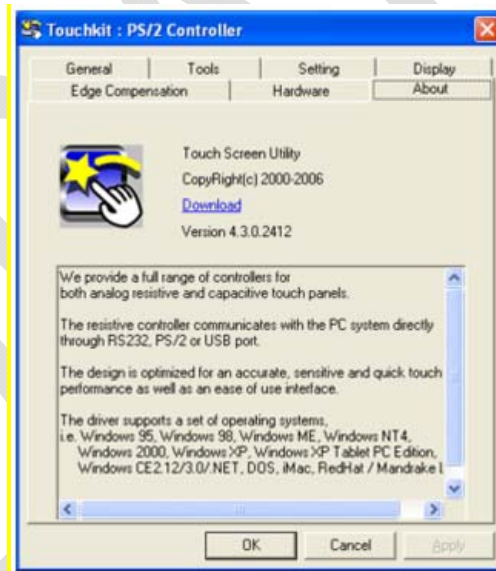 Touchkit : PS/2 Controller
General Tools Setting Display
Edge Compensation Hardware About
Touch Screen Utility
CopyRight(c) 2000-2006
Download
Version 4.3.0.2412
We provide a full range of controllers for
both analog resistive and capacitive touch panels.
The resistive controller communicates with the PC system directly
through RS232, PS/2 or USB port.
The design is optimized for an accurate, sensitive and quick touch
performance as well as an ease of use interface.
The driver supports a set of operating systems,
i.e. Windows 95, Windows 98, Windows ME, Windows NT4,
Windows 2000, Windows XP, Windows XP Tablet PC Edition,
Windows CE2.12/3.0/.NET, DOS, iMac, RedHat / Mandrake
OK Cancel Apply